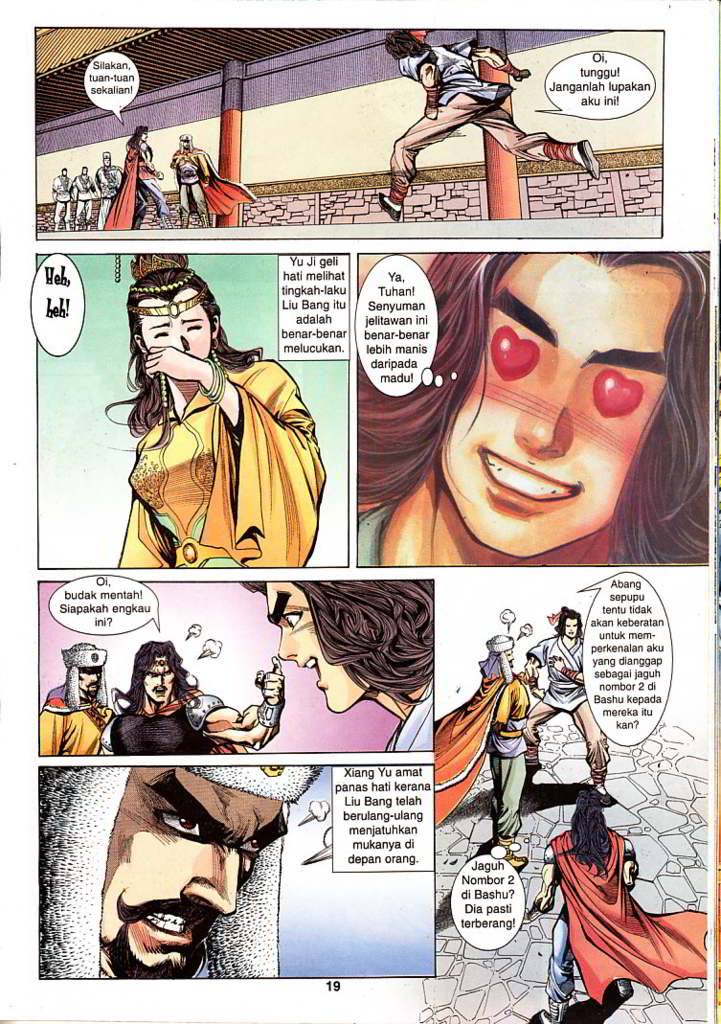 Silakan,
tuan-tuan
sekalian!
Oi,
tunggu!
Janganlah lupakan
aku ini!
Heh,
heh!
Yu Ji geli
hati melihat
tingkah-laku
Liu Bang itu
adalah
benar-benar
melucukan.
Ya,
Tuhan!
Senyuman
jelitawan ini
benar-benar
lebih manis
daripada
madu!
Oi,
budak mentah!
Siapakah engkau
ini?
Abang
sepupu
tentu tidak
akan keberatan
untuk mem-
perkenalan aku
yang dianggap
sebagai jaguh
nombor 2 di
Bashu kepada
mereka itu
kan?
Xiang Yu amat
panas hati kerana
Liu Bang telah
berulang-ulang
menjatuhkan
mukanya di
depan orang.
Jaguh
Nombor 2
di Bashu?
Dia pasti
terberang!
19